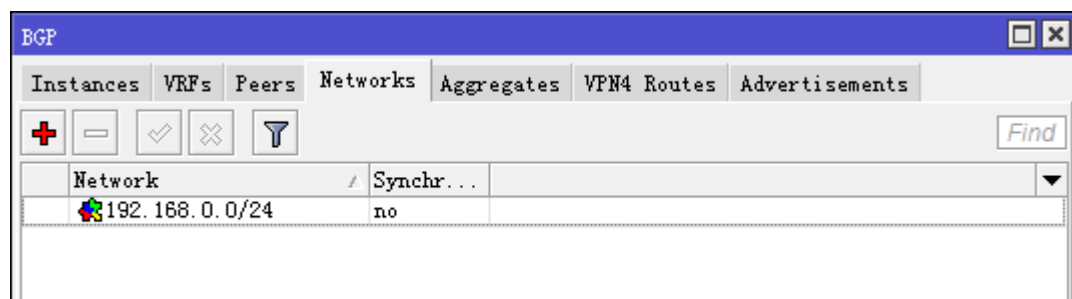 BGP
Instances VRFs Peers Networks Aggregates VPN4 Routes Advertisements
Find
Network Synchr...
192.168.0.0/24 no